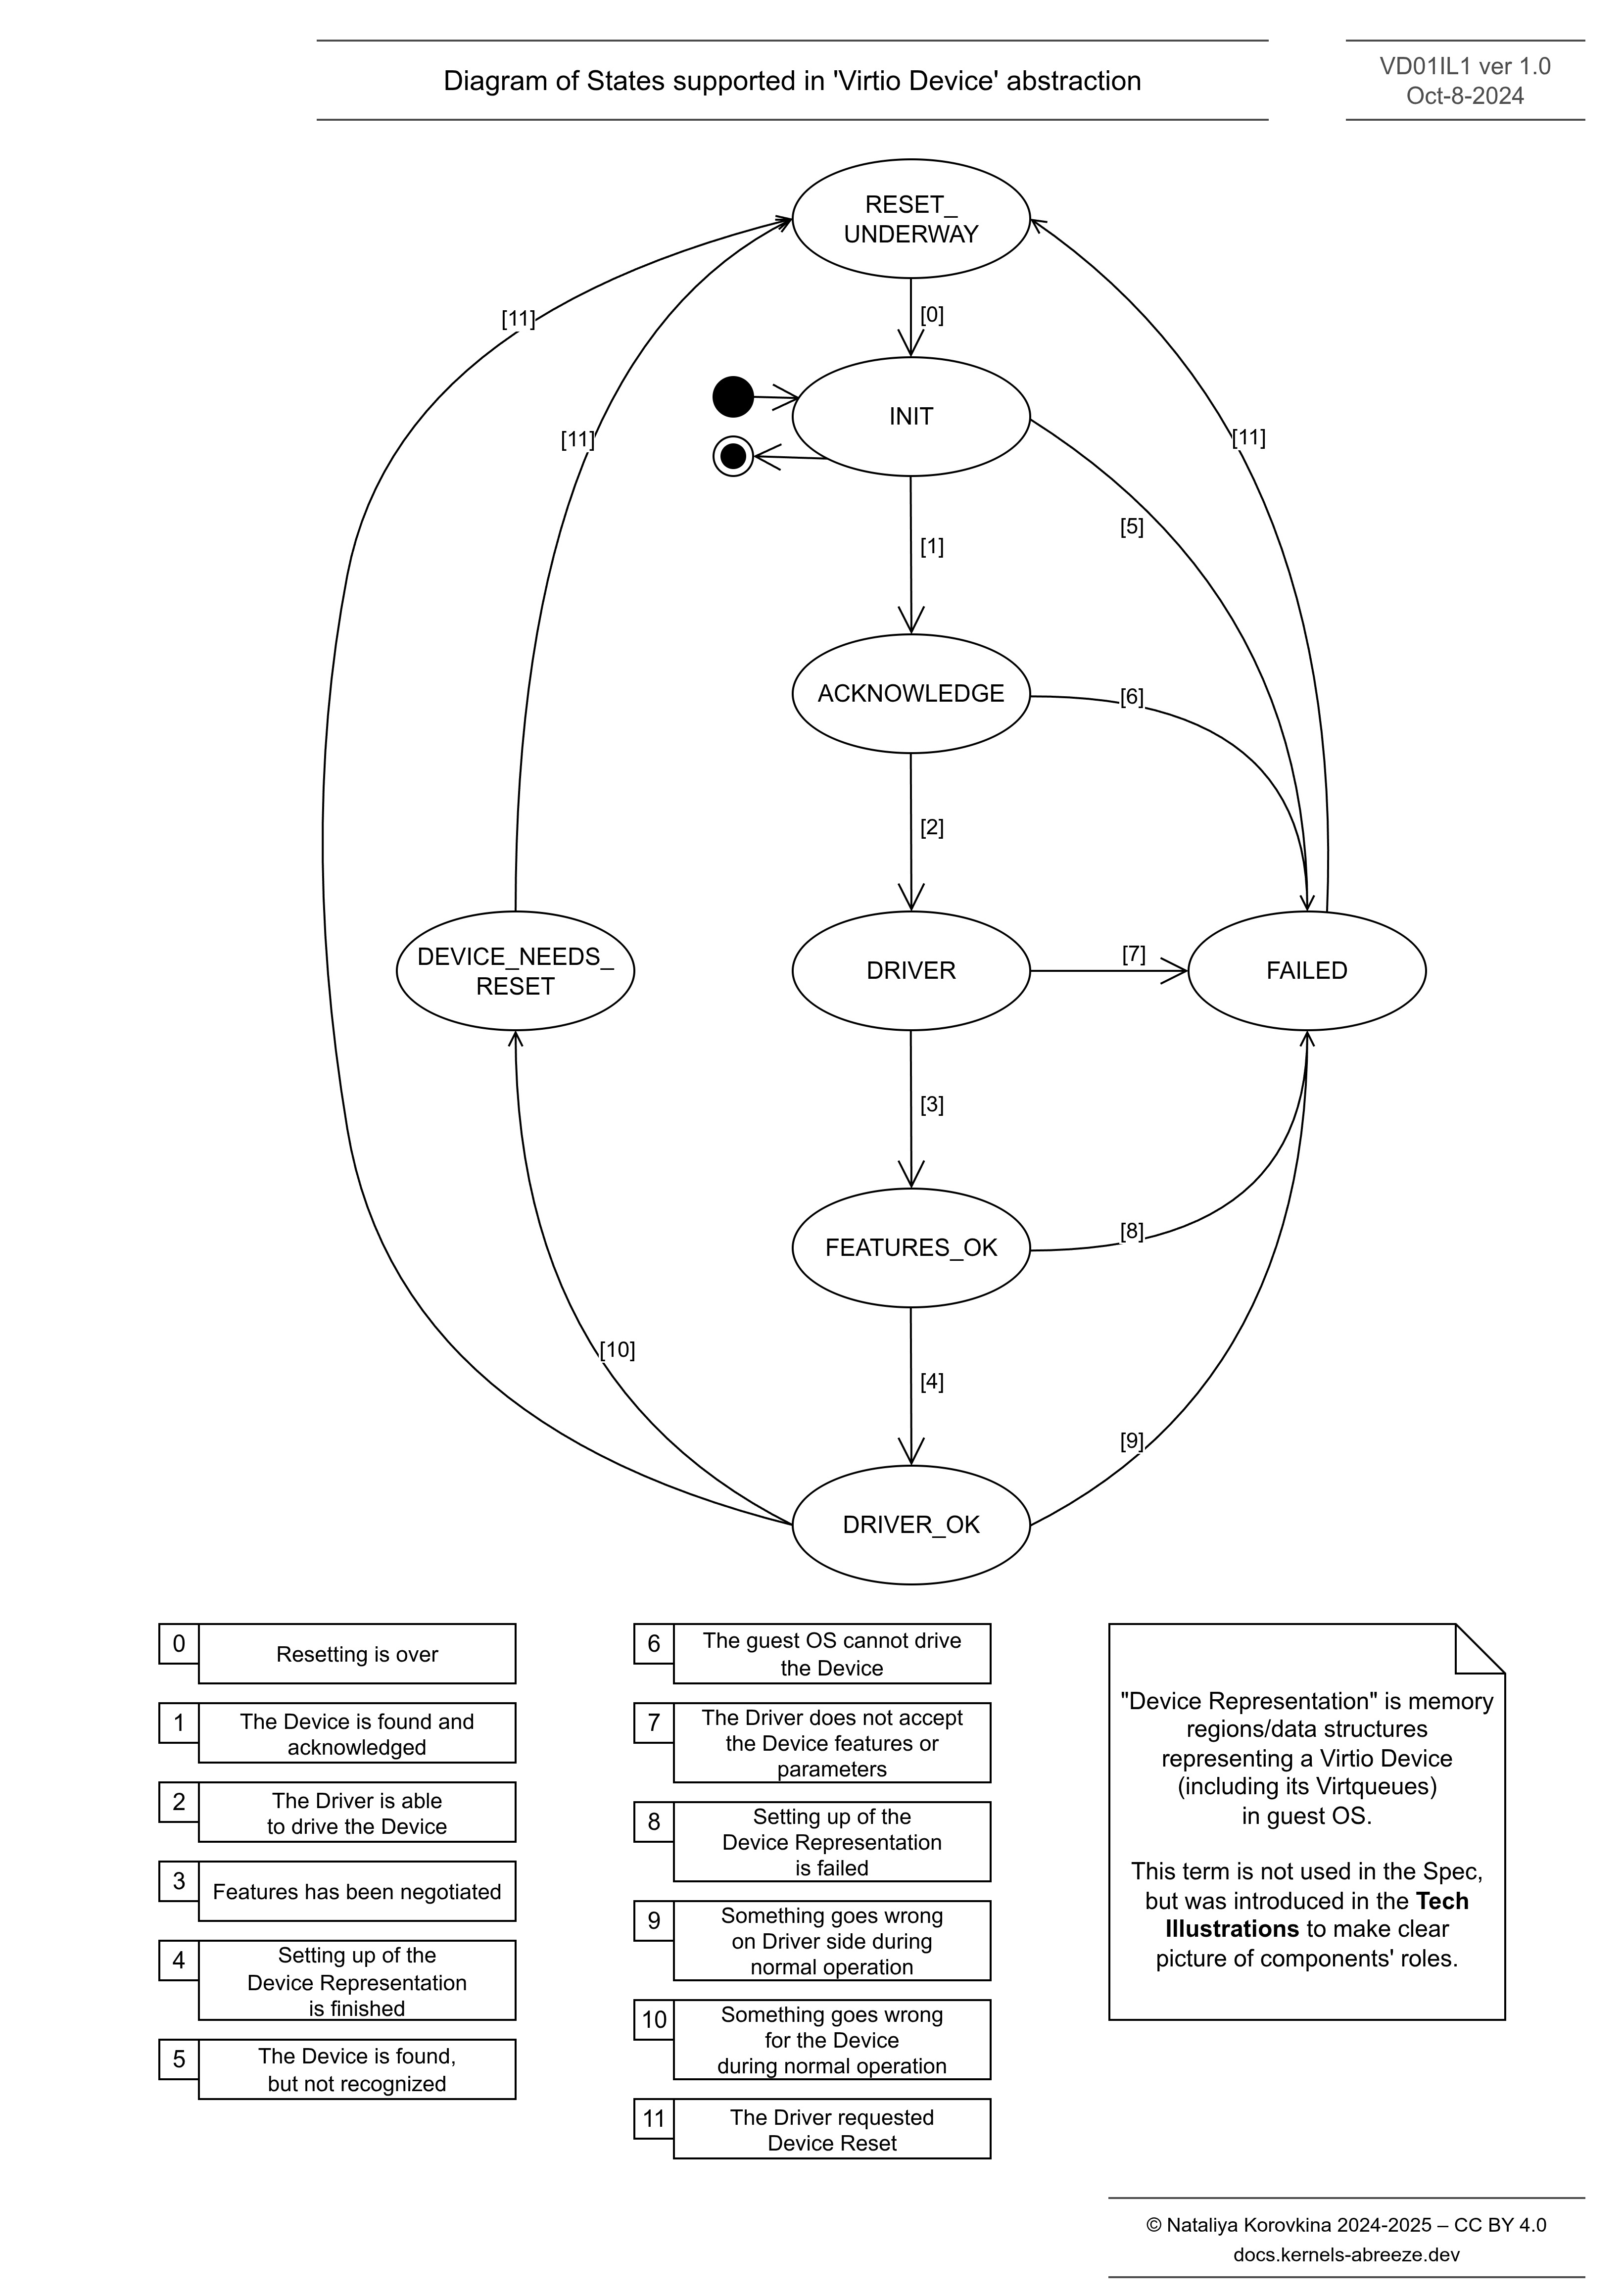 Diagram of States supported in 'Virtio Device' abstraction
VD01IL1 ver 1.0
Oct-8-2024
RESET_
UNDERWAY
[0]
[11]
INIT
[11]
[11]
[5]
[1]
ACKNOWLEDGE
[6]
[2]
DEVICE_NEEDS_
RESET
DRIVER
[7]
FAILED
[3]
FEATURES_OK
[8]
[10]
[4]
[9]
DRIVER_OK
0
Resetting is over
1
The Device is found and
acknowledged
2
The Driver is able
to drive the Device
3
Features has been negotiated
4
Setting up of the
Device Representation
is finished
5
The Device is found,
but not recognized
6
The guest OS cannot drive
the Device
7
The Driver does not accept
the Device features or
parameters
8
Setting up of the
Device Representation
is failed
9
Something goes wrong
on Driver side during
normal operation
10
Something goes wrong
for the Device
during normal operation
11
The Driver requested
Device Reset
"Device Representation" is memory
regions/data structures
representing a Virtio Device
(including its Virtqueues)
in guest OS.
This term is not used in the Spec,
but was introduced in the Tech
Illustrations to make clear
picture of components' roles.
© Nataliya Korovkina 2024-2025 – CC BY 4.0
docs.kernels-abreeze.dev